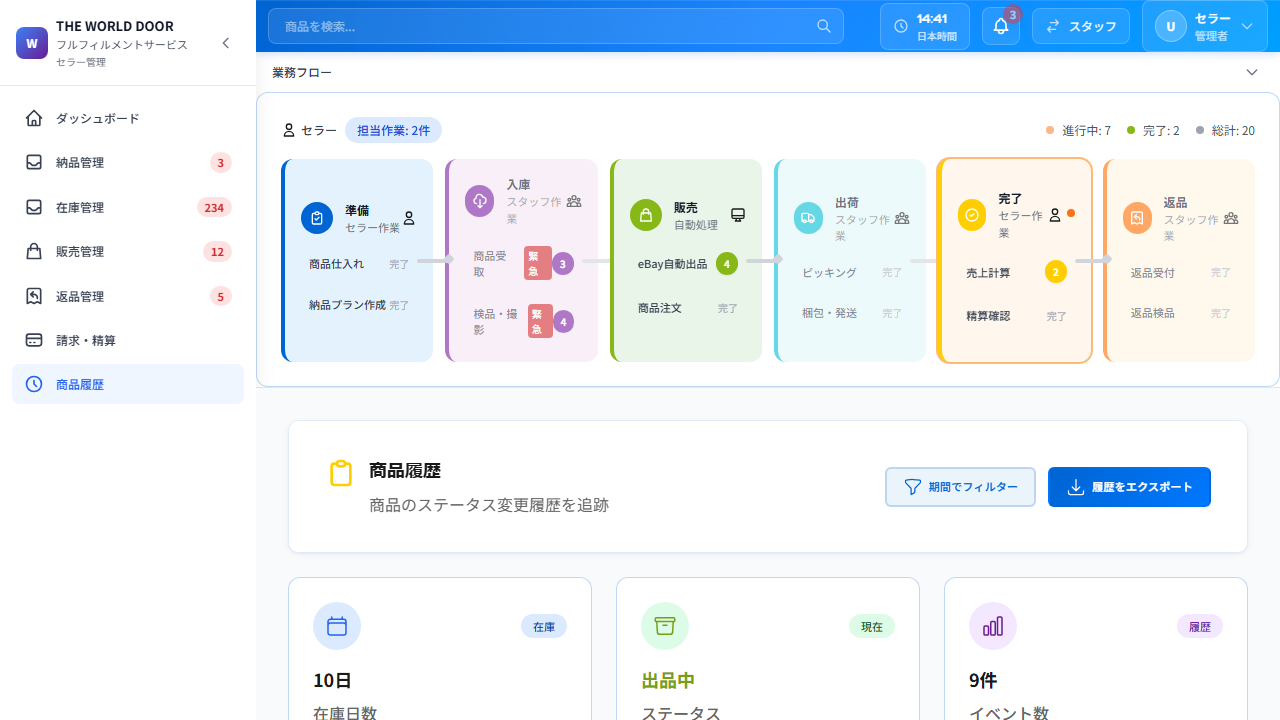 W
THE WORLD DOOR
フルフィルメントサービス
セラー管理
ダッシュボード
納品管理
3
在庫管理
234
販売管理
12
返品管理
5
請求・精算
商品履歴
商品を検索...
14:41
日本時間
3
スタッフ
U
セラー
管理者
業務フロー
セラー
担当作業: 2件
進行中: 7
完了: 2
総計: 20
準備
セラー作業
商品仕入れ
完了
納品プラン作成
完了
入庫
スタッフ作
業
商品受
取
緊
急
3
検品・撮
影
緊
急
4
販売
自動処理
eBay自動出品
4
商品注文
完了
出荷
スタッフ作
業
ピッキング
完了
梱包・発送
完了
完了
セラー作
業
売上計算
2
精算確認
完了
返品
スタッフ作
業
返品受付
完了
返品検品
完了
商品履歴
商品のステータス変更履歴を追跡
期間でフィルター
履歴をエクスポート
在庫
10日
在庫日数
現在
出品中
ステータス
履歴
9件
イベント数